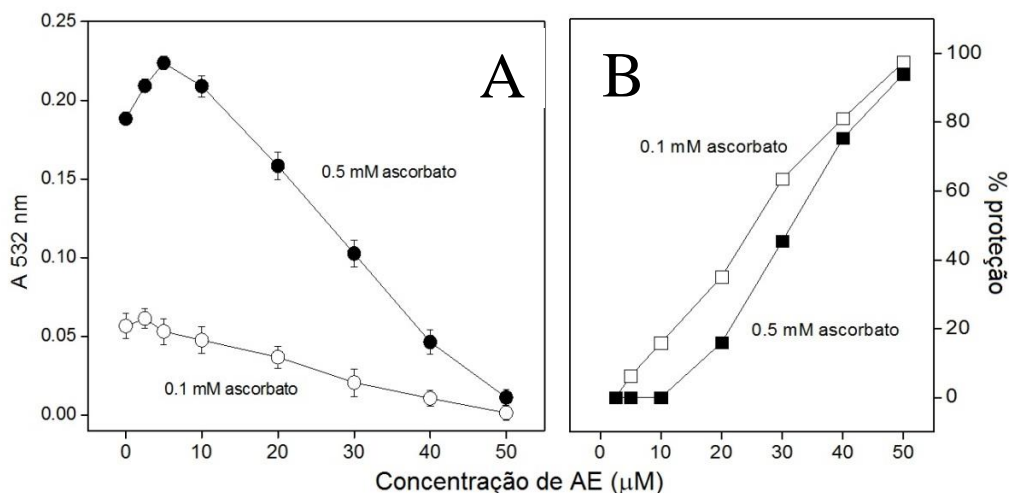 A
B
0.25
0.20
0.15
0.10
0.05
0.00
A 532 nm
0.5 mM ascorbato
0.1 mM ascorbato
0 10 20 30 40 50
0.1 mM ascorbato
0.5 mM ascorbato
100
80
60
40
20
0
% proteção
0 10 20 30 40 50
Concentração de AE (µM)